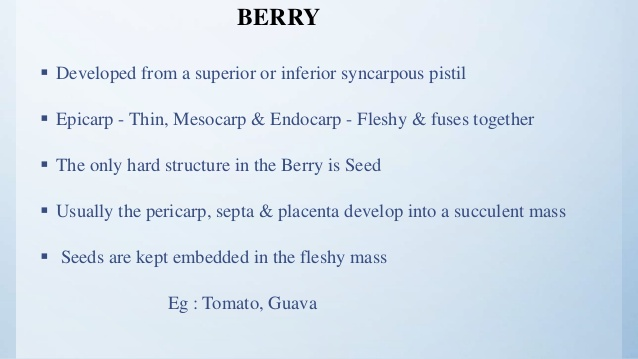 BERRY
▪ Developed from a superior or inferior syncarpous pistil
▪ Epicarp - Thin, Mesocarp & Endocarp - Fleshy & fuses together
▪ The only hard structure in the Berry is Seed
▪ Usually the pericarp, septa & placenta develop into a succulent mass
▪ Seeds are kept embedded in the fleshy mass
Eg : Tomato, Guava